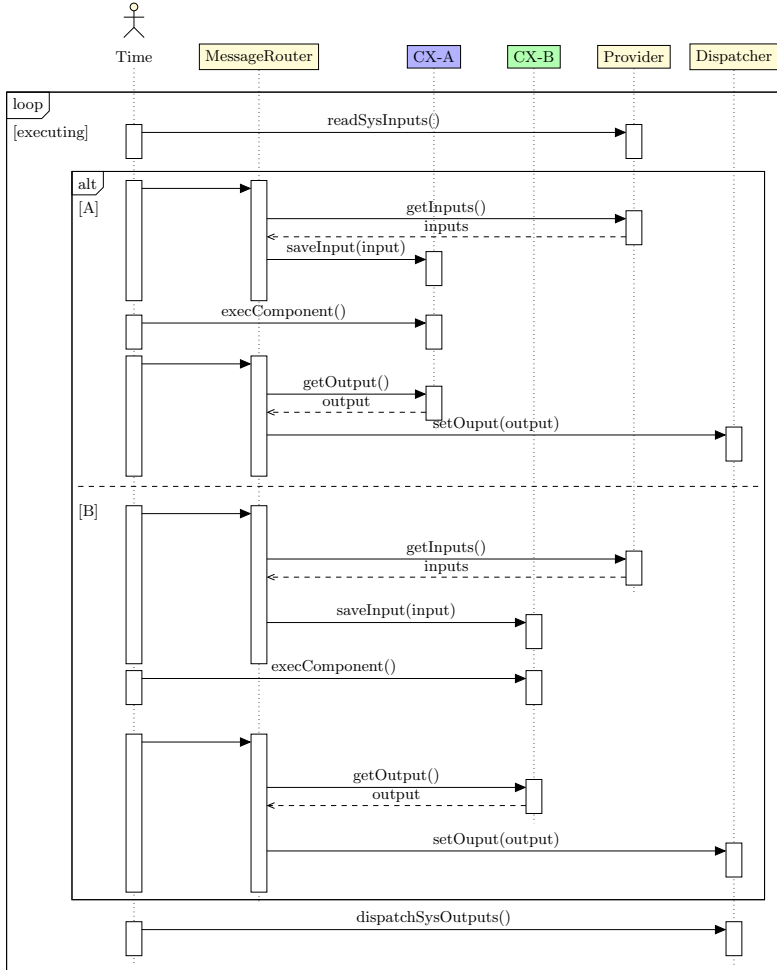 Time
MessageRouter
CX-A
CX-B
Provider
Dispatcher
loop
[executing]
readSysInputs()
alt
[A]
getInputs()
inputs
saveInput(input)
execComponent()
getOutput()
output
setOuput(output)
[B]
getInputs()
inputs
saveInput(input)
execComponent()
getOutput()
output
setOuput(output)
dispatchSysOutputs()